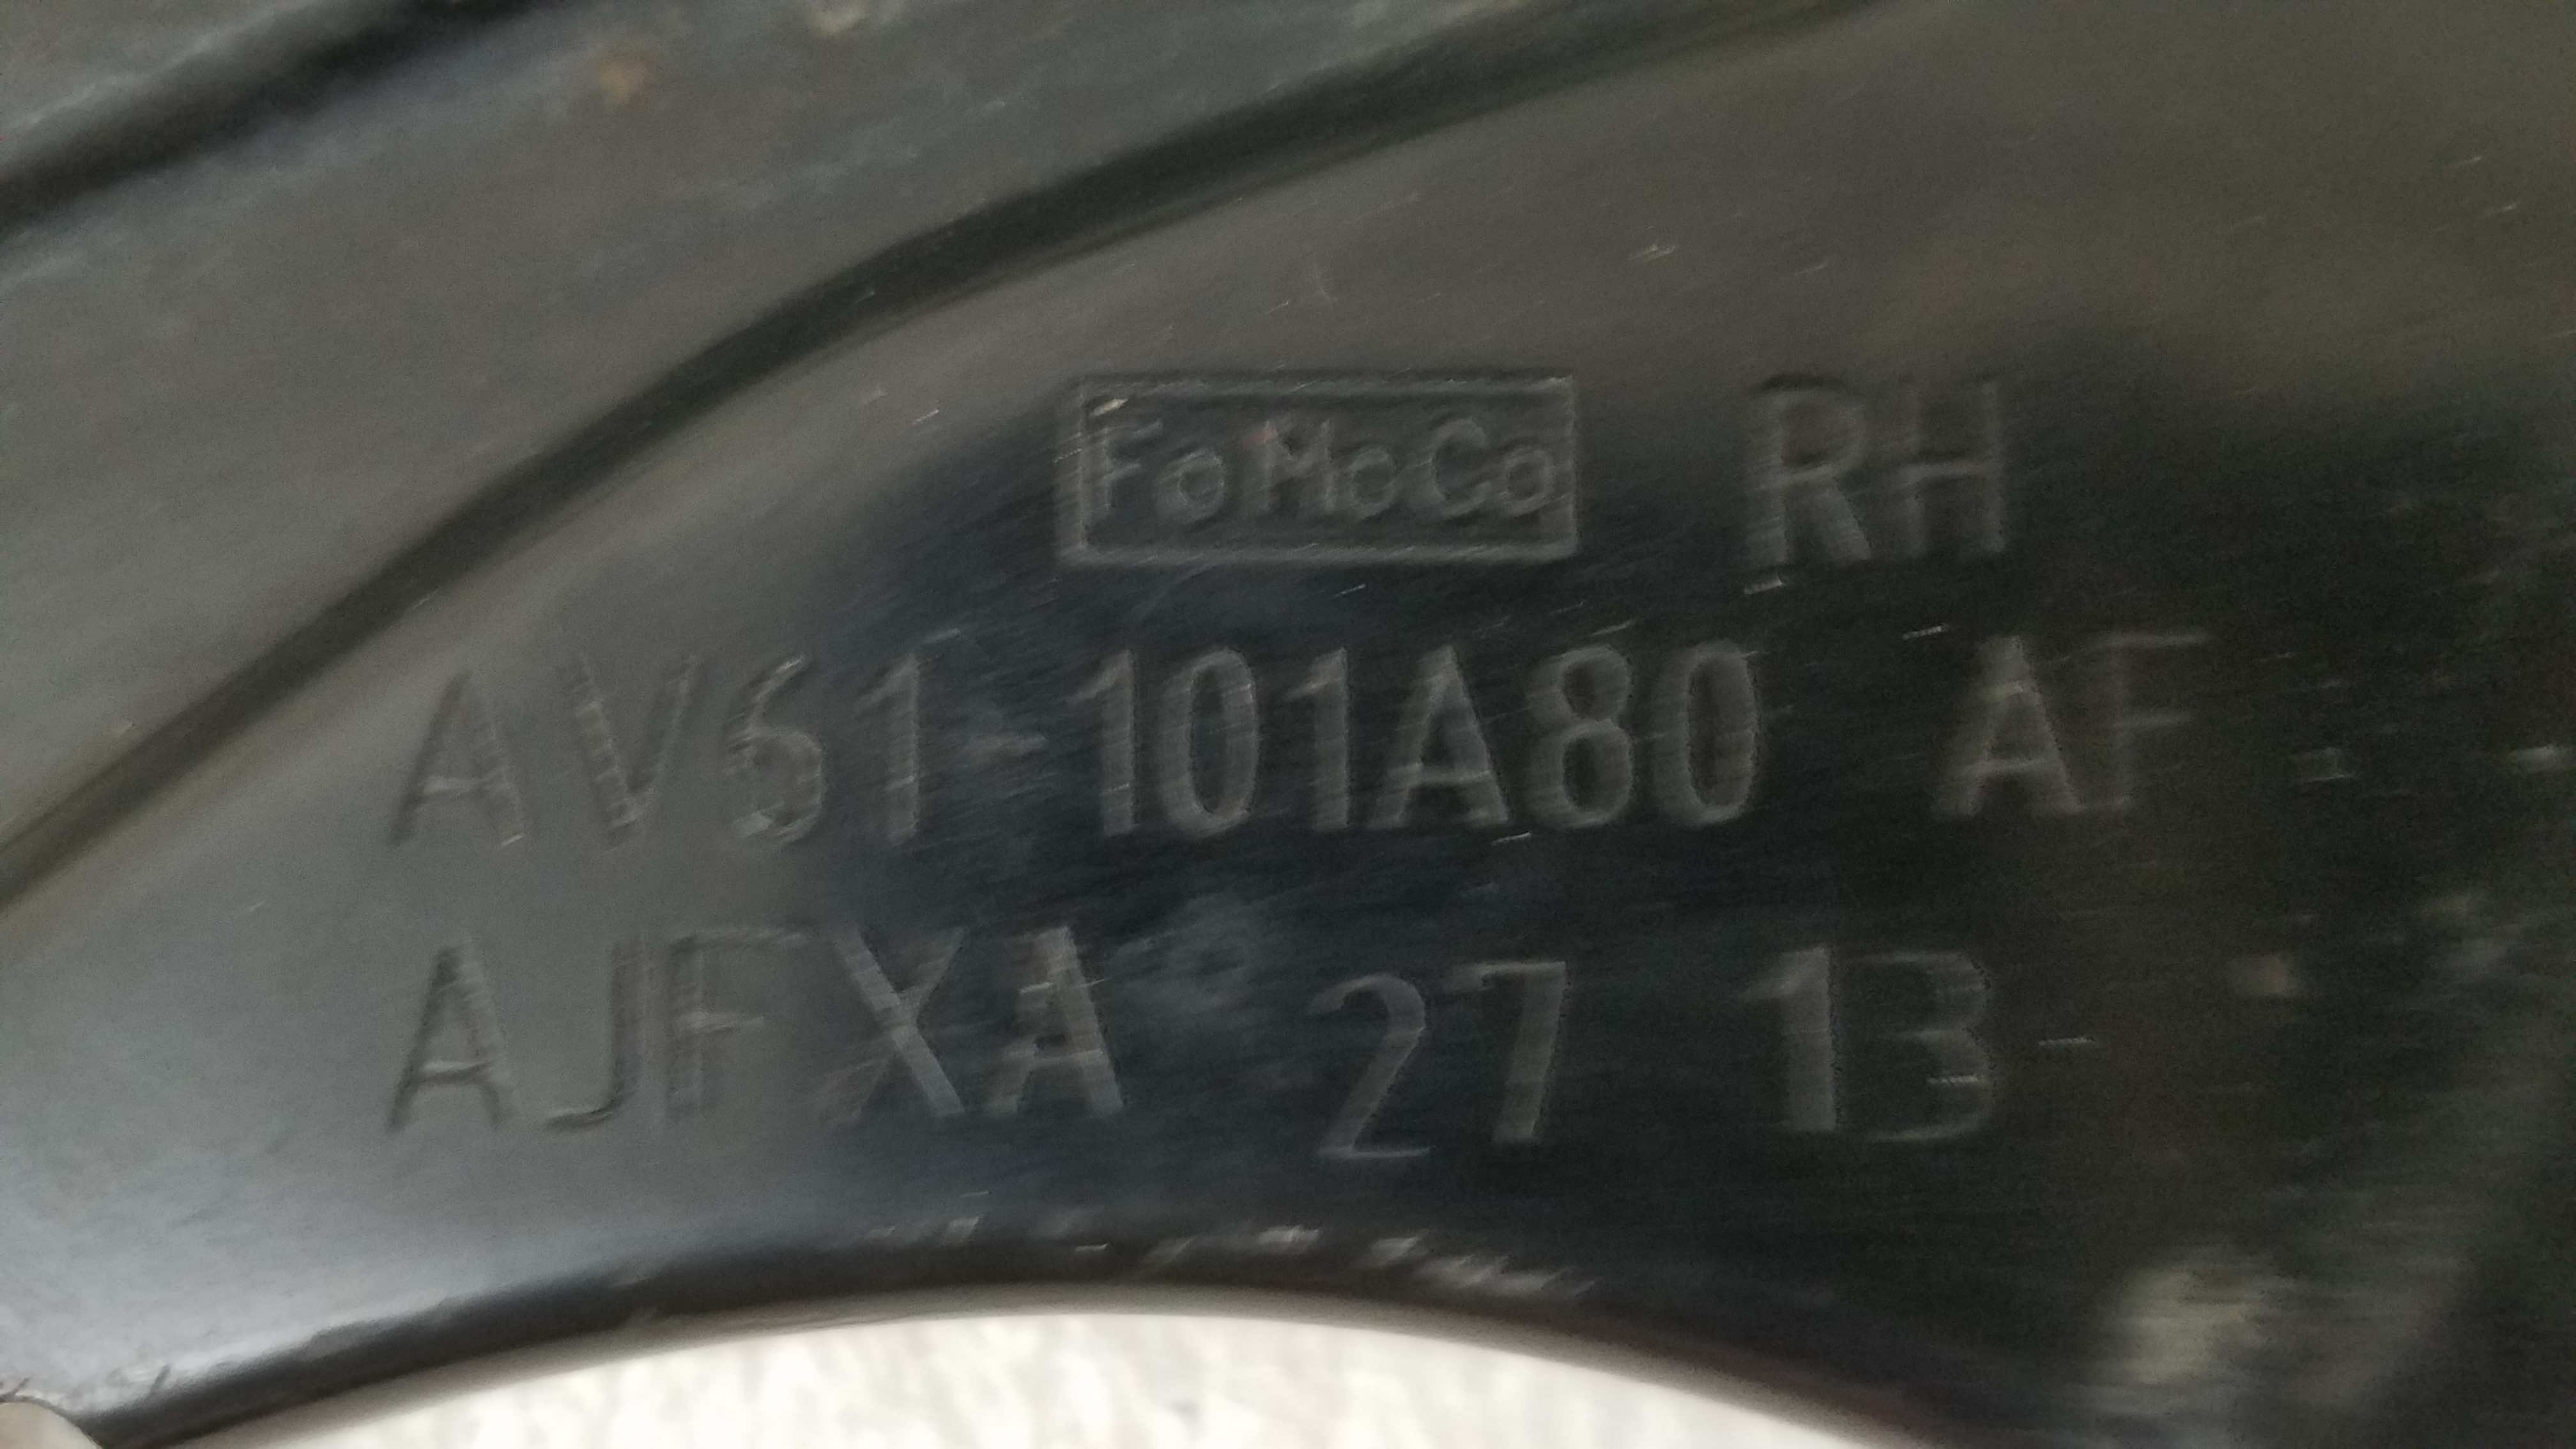 FoMoCo RH
AV61-101A80 AF
AJFXA 27 13